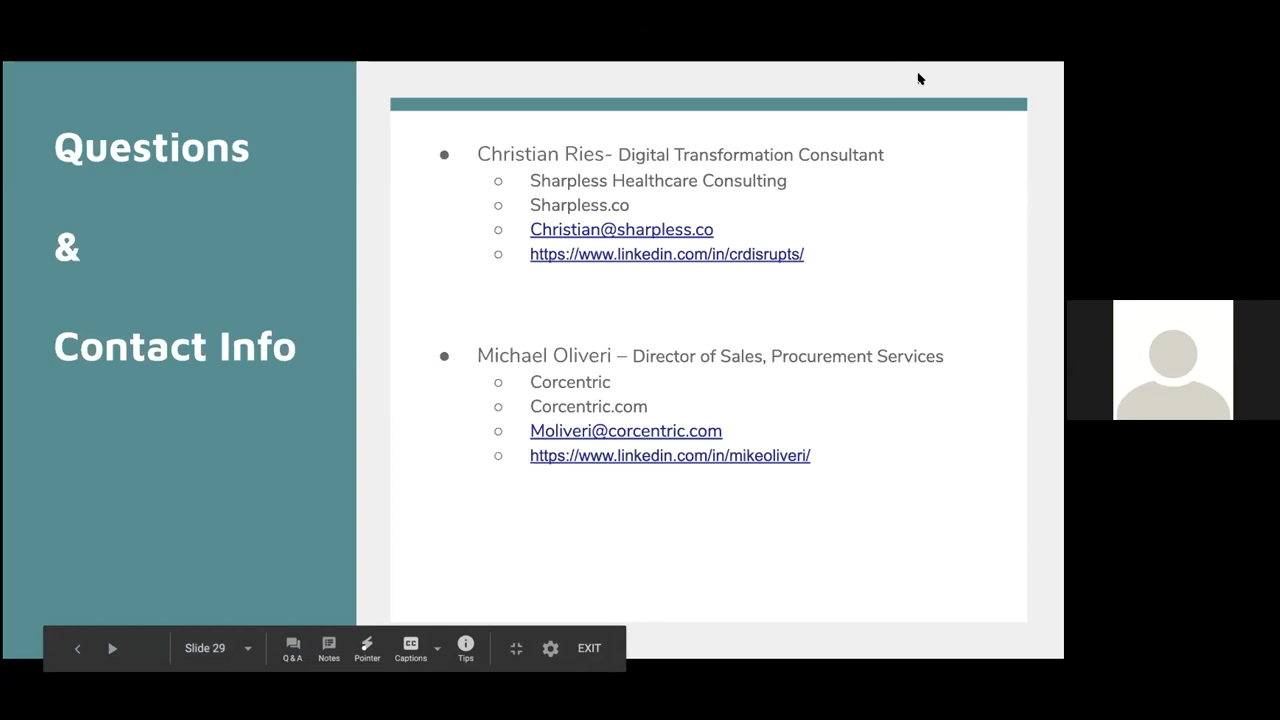 Questions
&
Contact Info
Christian Ries- Digital Transformation Consultant
Sharpless Healthcare Consulting
Sharpless.co
Christian@sharpless.co
https://www.linkedin.com/in/crdisrupts/
Michael Oliveri – Director of Sales, Procurement Services
Corcentric
Corcentric.com
Moliveri@corcentric.com
https://www.linkedin.com/in/mikeoliveri/
Slide 29
Q & A
Notes
Pointer
CC
Captions
Tips
EXIT